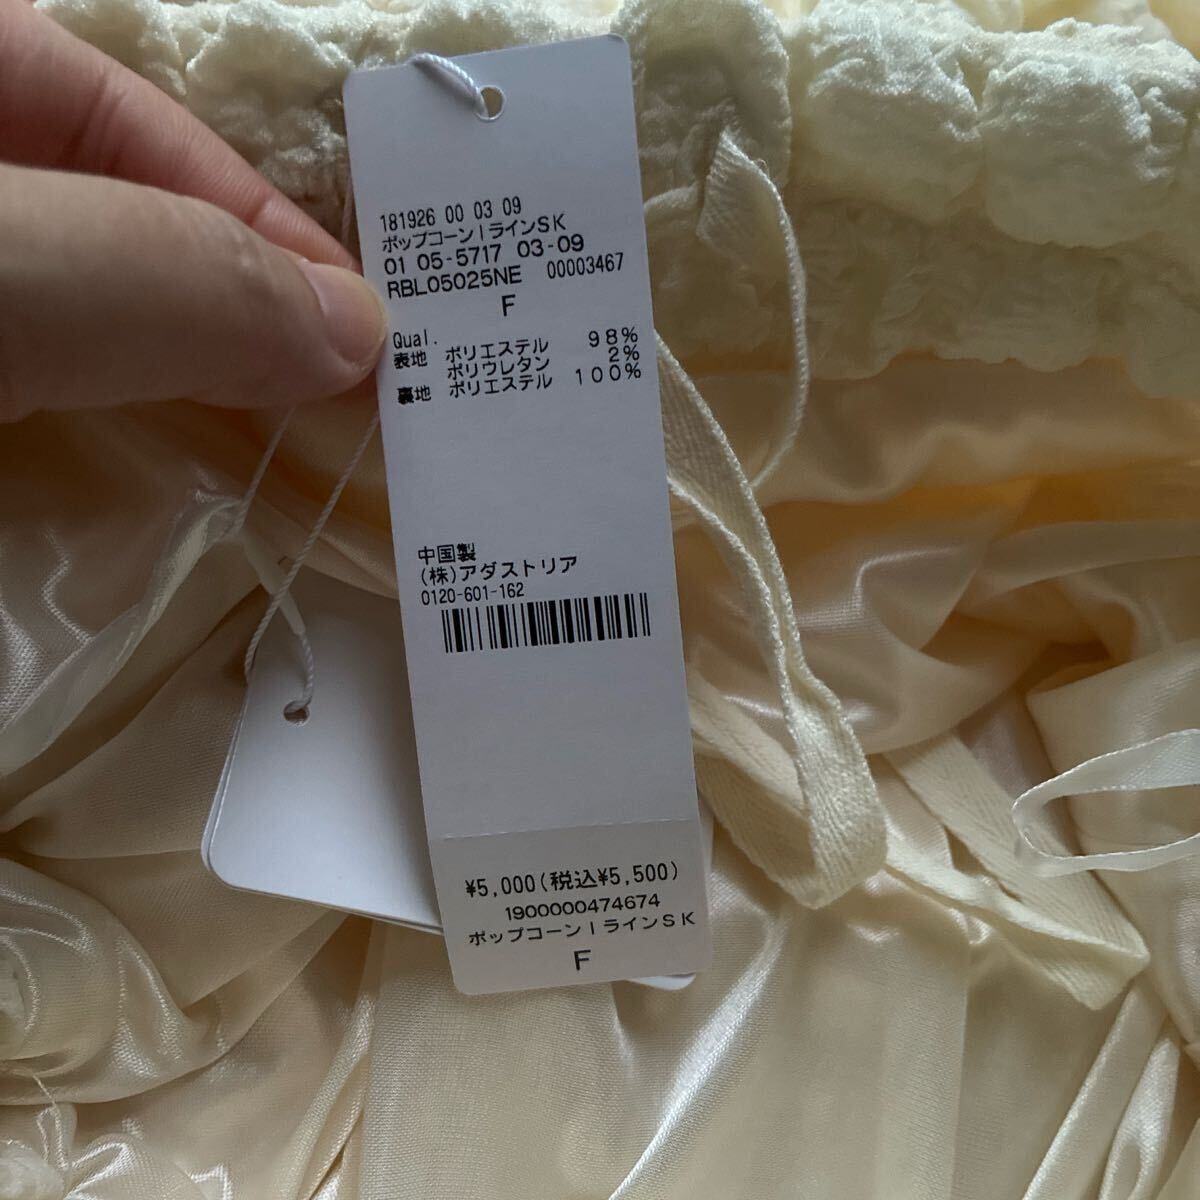 181926 00 03 09
ポップコーンIラインSK
01 05-5717 03-09
RBL05025NE 00003467
F
Qual.
表地 ポリエステル 98%
ポリウレタン 2%
裏地 ポリエステル 100%
中国製
(株)アダストリア
0120-601-162
¥5,000(税込¥5,500)
1900000474674
ポップコーンIラインSK
F